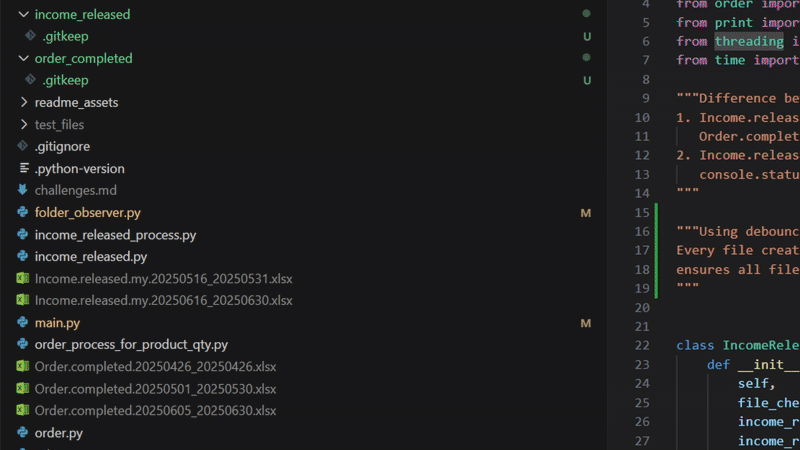 income_released
.gitkeep U
order_completed
.gitkeep U
readme_assets
test_files
.gitignore
.python-version
challenges.md
folder_observer.py M
income_released_process.py
income_released.py
Income.released.my.20250516_20250531.xlsx
Income.released.my.20250616_20250630.xlsx
main.py M
order_process_for_product_qty.py
Order.completed.20250426_20250426.xlsx
Order.completed.20250501_20250530.xlsx
Order.completed.20250605_20250630.xlsx
order.py
4 from order impor
5 from print impor
6 from threading i
7 from time import
8
9 """Difference be
10 1. Income.releas
11 Order.complet
12 2. Income.releas
13 console.statu
14 """
15
16 """Using debounc
17 Every file creat
18 ensures all file
19 """
20
21
22 class IncomeRele
23 def __init__
24 self,
25 file_che
26 income_r
27 income_r